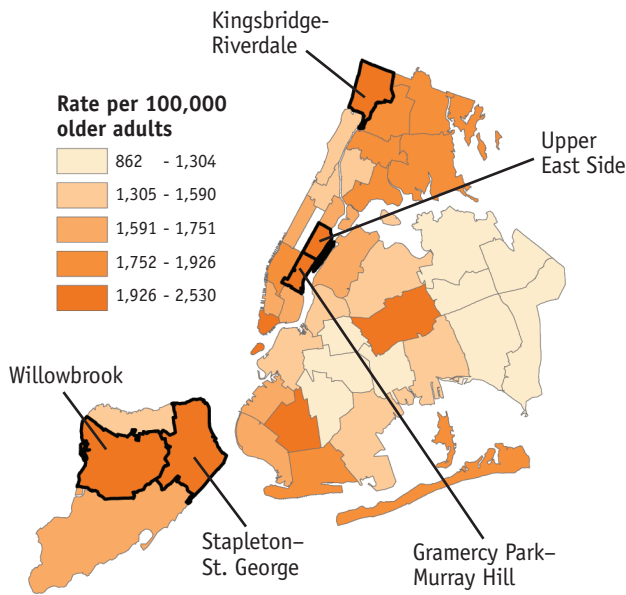 Kingsbridge-
Riverdale
Rate per 100,000
older adults
862 - 1,304
1,305 - 1,590
1,591 - 1,751
1,752 - 1,926
1,926 - 2,530
Upper
East Side
Willowbrook
Stapleton–
St. George
Gramercy Park–
Murray Hill